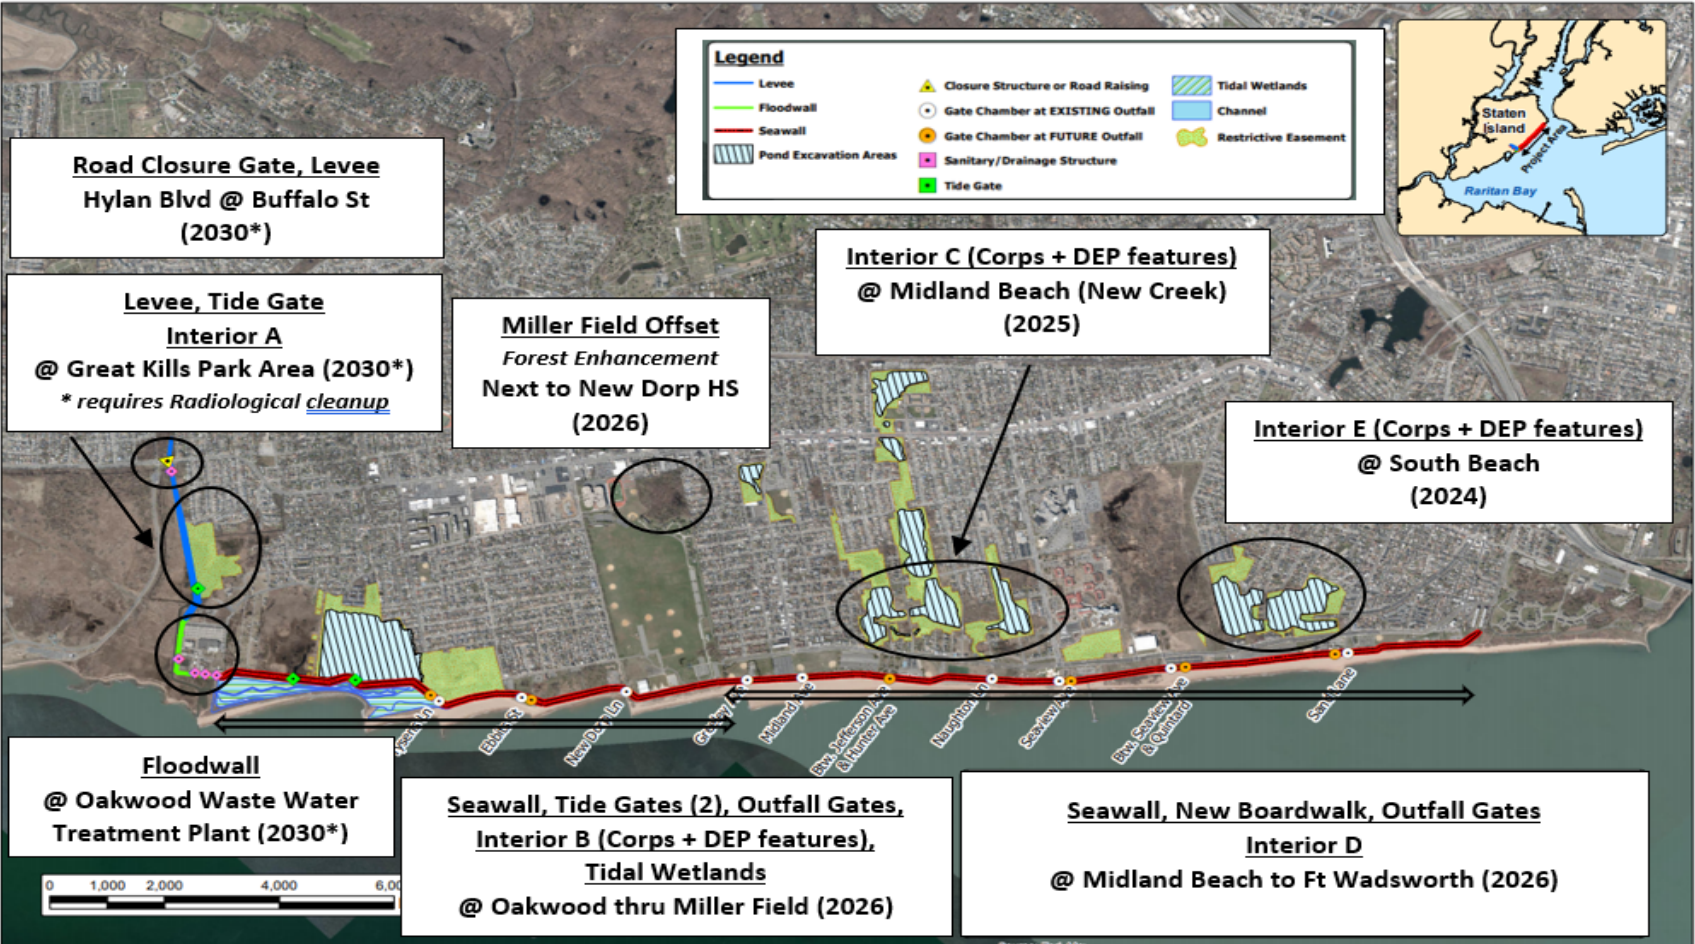 Legend
Levee
Floodwall
Seawall
Pond Excavation Areas
Closure Structure or Road Raising
Gate Chamber at EXISTING Outfall
Gate Chamber at FUTURE Outfall
Sanitary/Drainage Structure
Tide Gate
Tidal Wetlands
Channel
Restrictive Easement
Staten
Island
Project Area
Raritan Bay
Road Closure Gate, Levee
Hylan Blvd @ Buffalo St
(2030*)
Levee, Tide Gate
Interior A
@ Great Kills Park Area (2030*)
* requires Radiological cleanup
Miller Field Offset
Forest Enhancement
Next to New Dorp HS
(2026)
Interior C (Corps + DEP features)
@ Midland Beach (New Creek)
(2025)
Interior E (Corps + DEP features)
@ South Beach
(2024)
Ln
Ebbitts St
New Dorp Ln
Greeley Ave
Midland Ave
Btw. Jefferson Ave
& Hunter Ave
Naughton Ln
Seaview Ave
Btw. Seaview Ave
& Quintard
Sand Lane
Floodwall
@ Oakwood Waste Water
Treatment Plant (2030*)
Seawall, Tide Gates (2), Outfall Gates,
Interior B (Corps + DEP features),
Tidal Wetlands
@ Oakwood thru Miller Field (2026)
Seawall, New Boardwalk, Outfall Gates
Interior D
@ Midland Beach to Ft Wadsworth (2026)
0 1,000 2,000 4,000 6,00